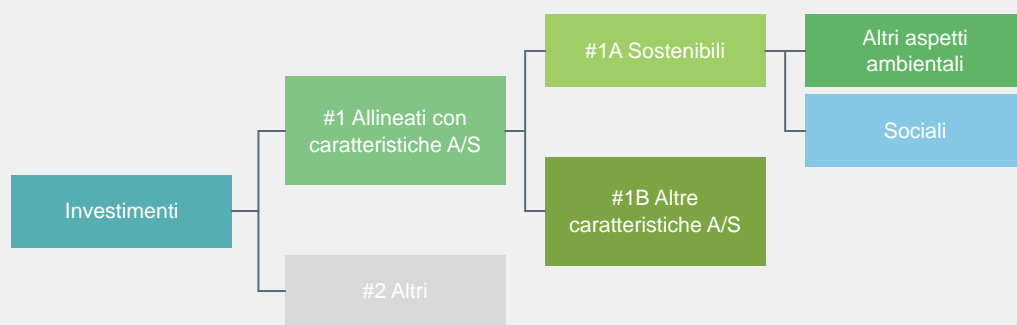 Investimenti
#1 Allineati con
caratteristiche A/S
#2 Altri
#1A Sostenibili
#1B Altre
caratteristiche A/S
Altri aspetti
ambientali
Sociali